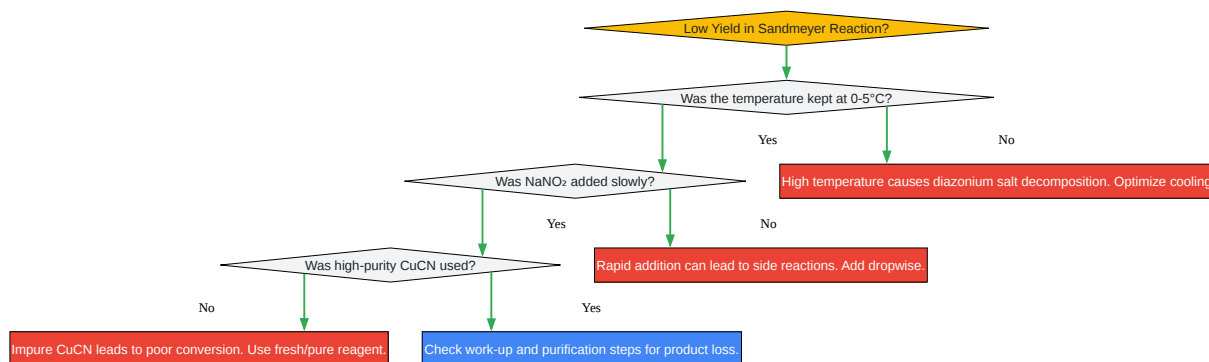 Low Yield in Sandmeyer Reaction?
Was the temperature kept at 0-5°C?
Yes
No
Was NaNO₂ added slowly?
High temperature causes diazonium salt decomposition. Optimize cooling
Yes
No
Was high-purity CuCN used?
Rapid addition can lead to side reactions. Add dropwise.
No
Yes
Impure CuCN leads to poor conversion. Use fresh/pure reagent.
Check work-up and purification steps for product loss.